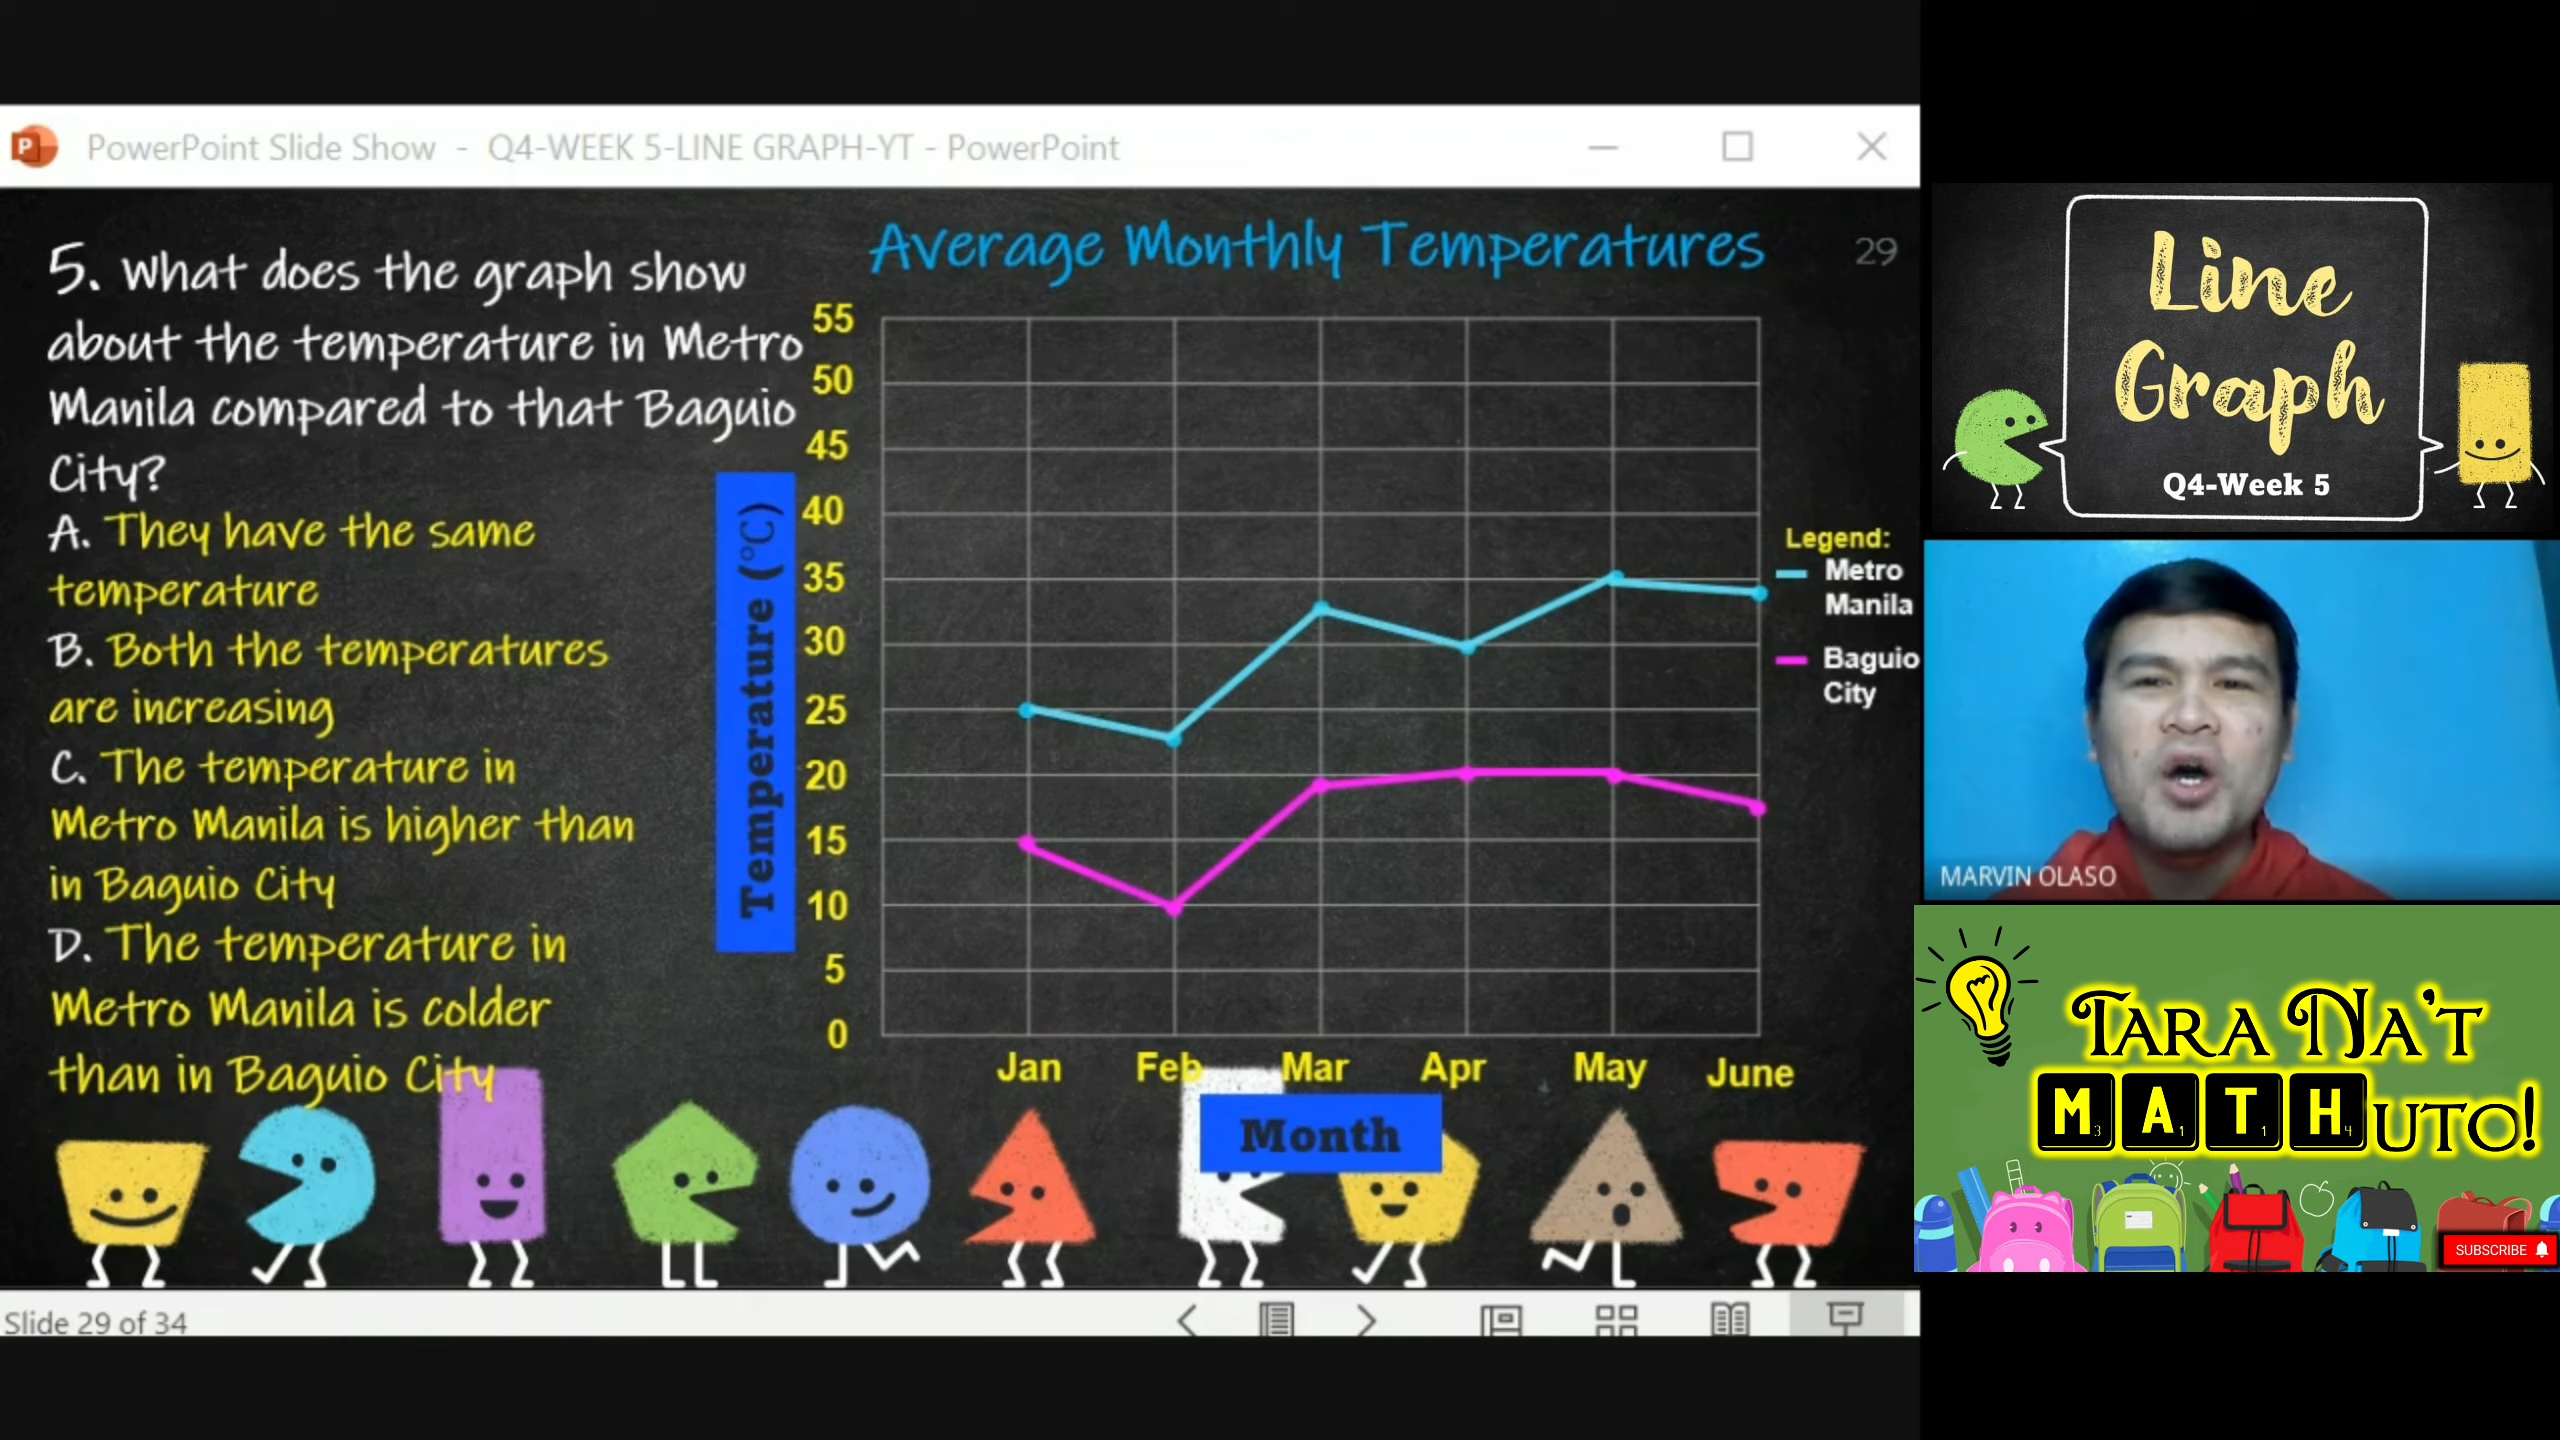 PowerPoint Slide Show - Q4-WEEK 5-LINE GRAPH-YT - PowerPoint
5. What does the graph show
about the temperature in Metro
Manila compared to that Baguio
City?
A. They have the same
temperature
B. Both the temperatures
are increasing
C. The temperature in
Metro Manila is higher than
in Baguio City
D. The temperature in
Metro Manila is colder
than in Baguio City
Average Monthly Temperatures
29
55
50
45
40
35
30
25
20
15
10
5
0
Temperature (°C)
Jan Feb Mar Apr May June
Month
Legend:
Metro
Manila
Baguio
City
Slide 29 of 34
Line
Graph
Q4-Week 5
MARVIN OLASO
TARA NA'T
MATHUTO!
SUBSCRIBE